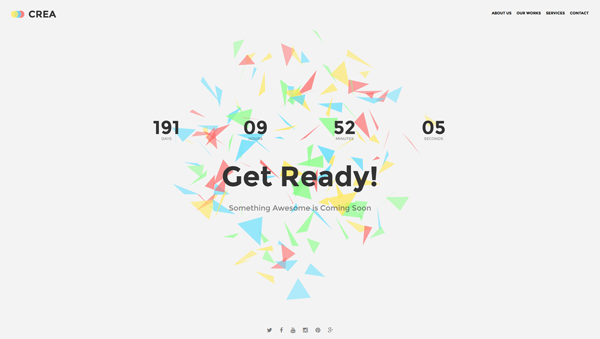 CREA
ABOUT US OUR WORKS SERVICES CONTACT
191 09 52 05
DAYS HOURS MINUTES SECONDS
Get Ready!
Something Awesome is Coming Soon